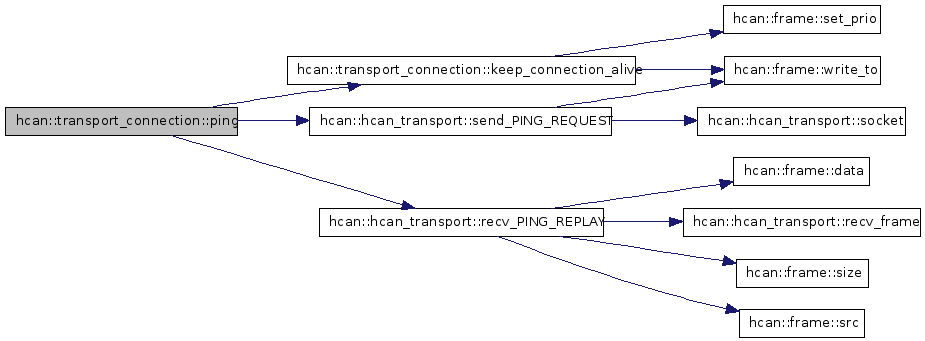 hcan::frame::set_prio
hcan::transport_connection::keep_connection_alive
hcan::frame::write_to
hcan::transport_connection::ping
hcan::hcan_transport::send_PING_REQUEST
hcan::hcan_transport::socket
hcan::frame::data
hcan::hcan_transport::recv_PING_REPLAY
hcan::hcan_transport::recv_frame
hcan::frame::size
hcan::frame::src